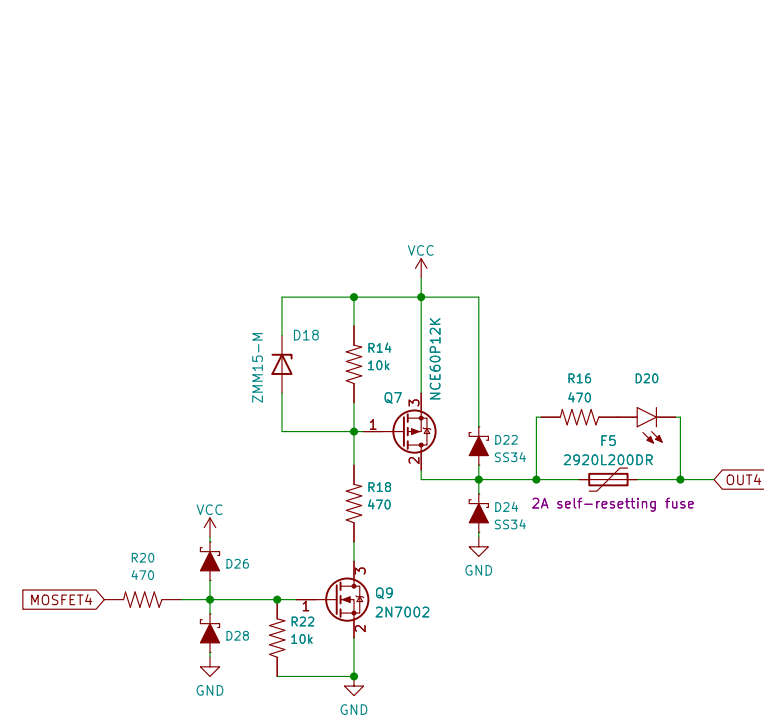 VCC
D18
ZMM15-M
R14
10k
NCE60P12K
Q7
3
1
2
R16
470
D20
F5
2920L200DR
D22
SS34
OUT4
2A self-resetting fuse
D24
SS34
GND
R18
470
VCC
R20
470
D26
MOSFET4
3
Q9
2N7002
1
2
R22
10k
D28
GND
GND